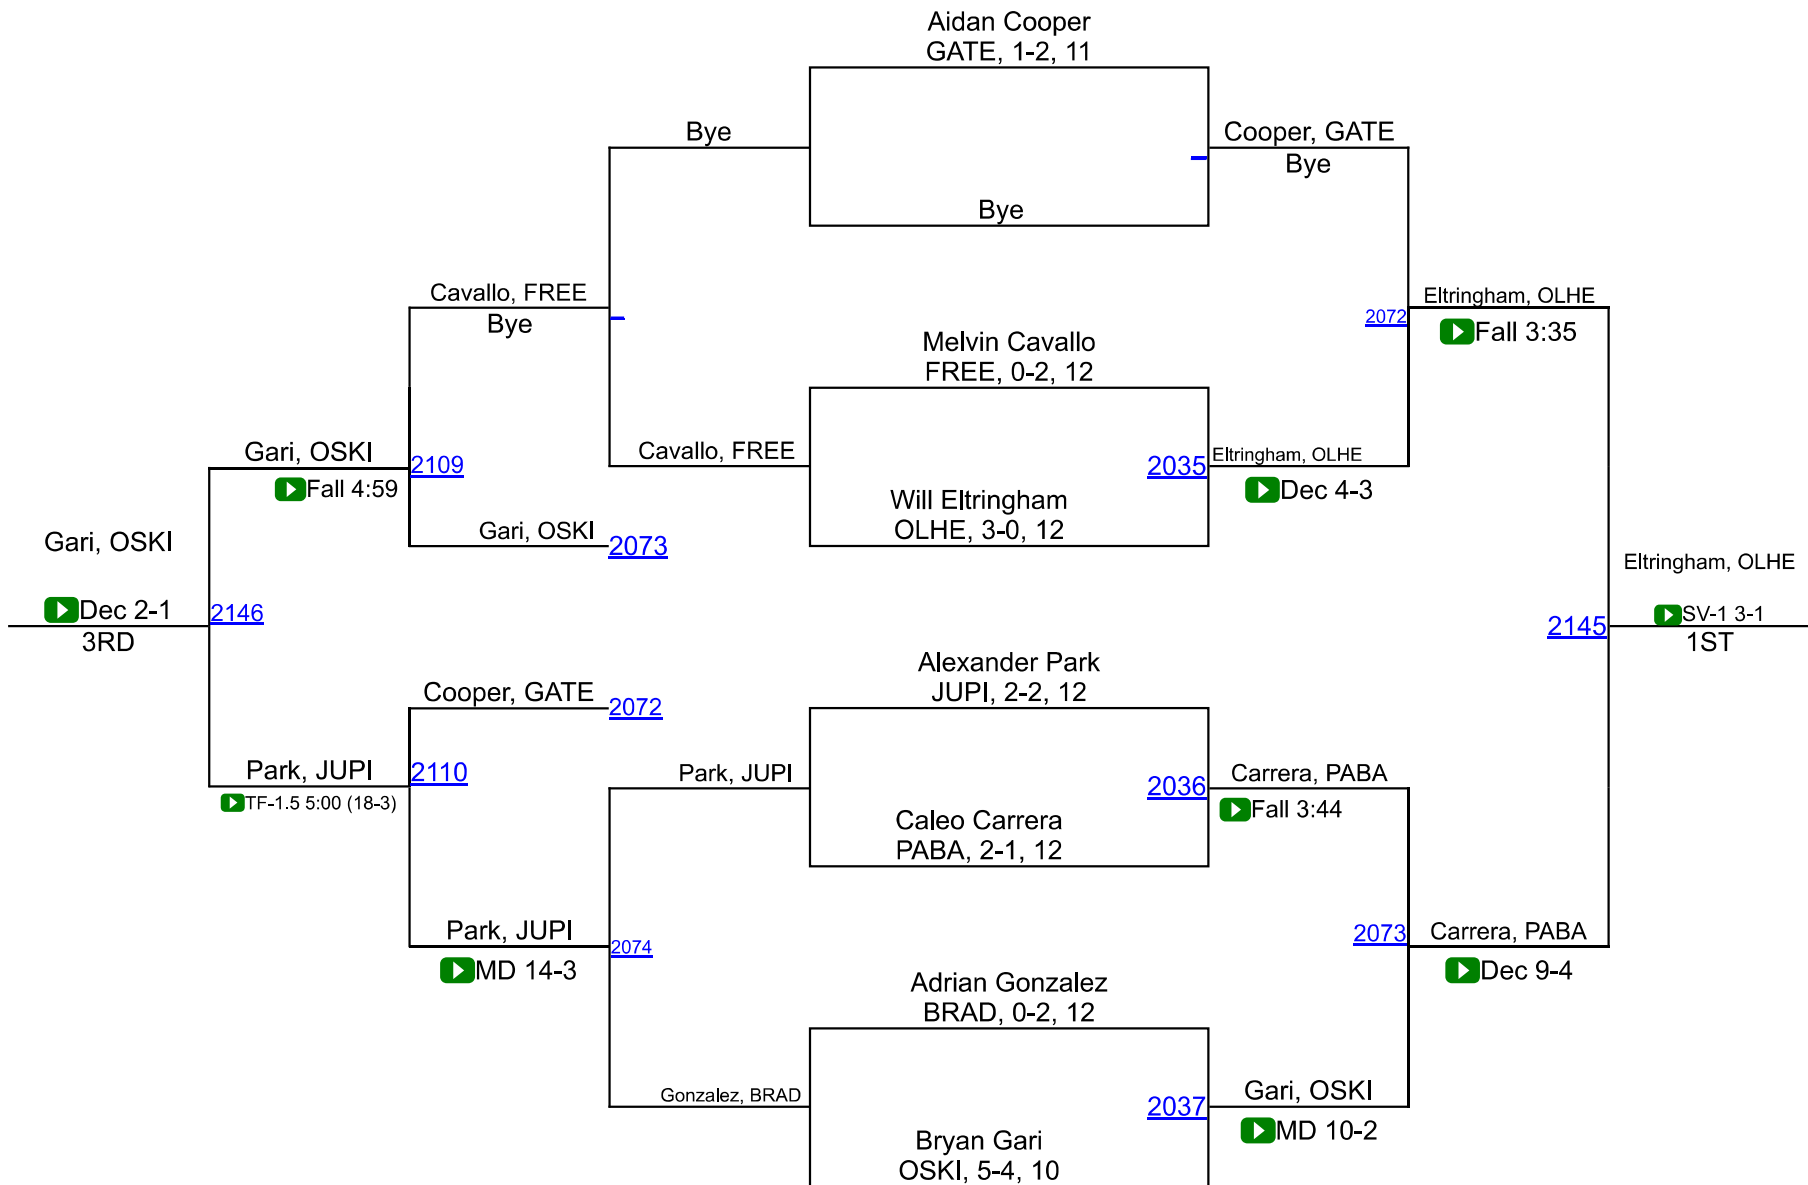 Aidan Cooper
GATE, 1-2, 11
Bye
Cooper, GATE
Bye
Bye
Cavallo, FREE
Bye
Eltringham, OLHE
2072
Fall 3:35
Melvin Cavallo
FREE, 0-2, 12
Gari, OSKI
2109
Fall 4:59
Cavallo, FREE
2035
Eltringham, OLHE
Dec 4-3
Will Eltringham
OLHE, 3-0, 12
Gari, OSKI
Gari, OSKI
2073
Eltringham, OLHE
Dec 2-1
2146
3RD
2145
SV-1 3-1
1ST
Alexander Park
JUPI, 2-2, 12
Cooper, GATE
2072
Park, JUPI
2110
TF-1.5 5:00 (18-3)
Park, JUPI
2036
Carrera, PABA
Fall 3:44
Caleo Carrera
PABA, 2-1, 12
Park, JUPI
2074
MD 14-3
2073
Carrera, PABA
Dec 9-4
Adrian Gonzalez
BRAD, 0-2, 12
Gonzalez, BRAD
2037
Gari, OSKI
MD 10-2
Bryan Gari
OSKI, 5-4, 10